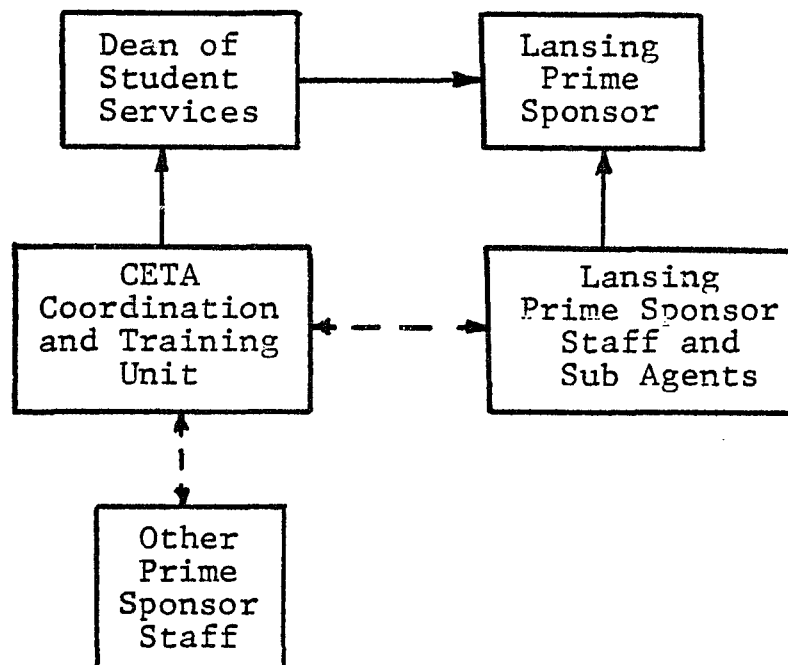 Dean of
Student
Services
Lansing
Prime
Sponsor
CETA
Coordination
and Training
Unit
Lansing
Prime Sponsor
Staff and
Sub Agents
Other
Prime
Sponsor
Staff